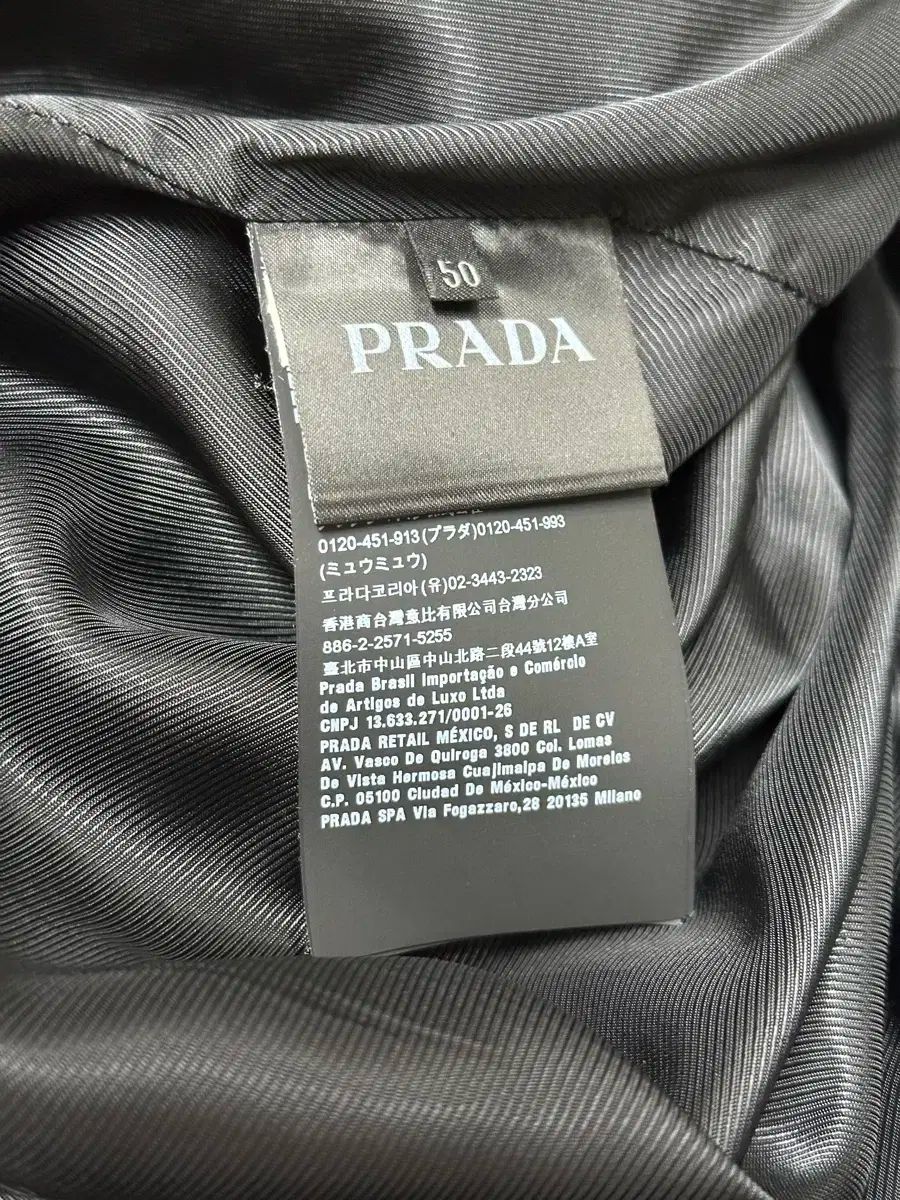 50
PRADA
0120-451-913(プラダ)0120-451-993
(ミュウミュウ)
프라다코리아(유)02-3443-2323
香港商台灣意比有限公司台灣分公司
886-2-2571-5255
臺北市中山區中山北路二段44號12樓A室
Prada Brasil Importação e Comércio
de Artigos de Luxo Ltda
CNPJ 13.633.271/0001-26
PRADA RETAIL MÉXICO, S DE RL DE CV
AV. Vasco De Quiroga 3800 Col. Lomas
De Vista Hermosa Cuajimalpa De Morelos
C.P. 05100 Ciudad De México-México
PRADA SPA Via Fogazzaro,28 20135 Milano